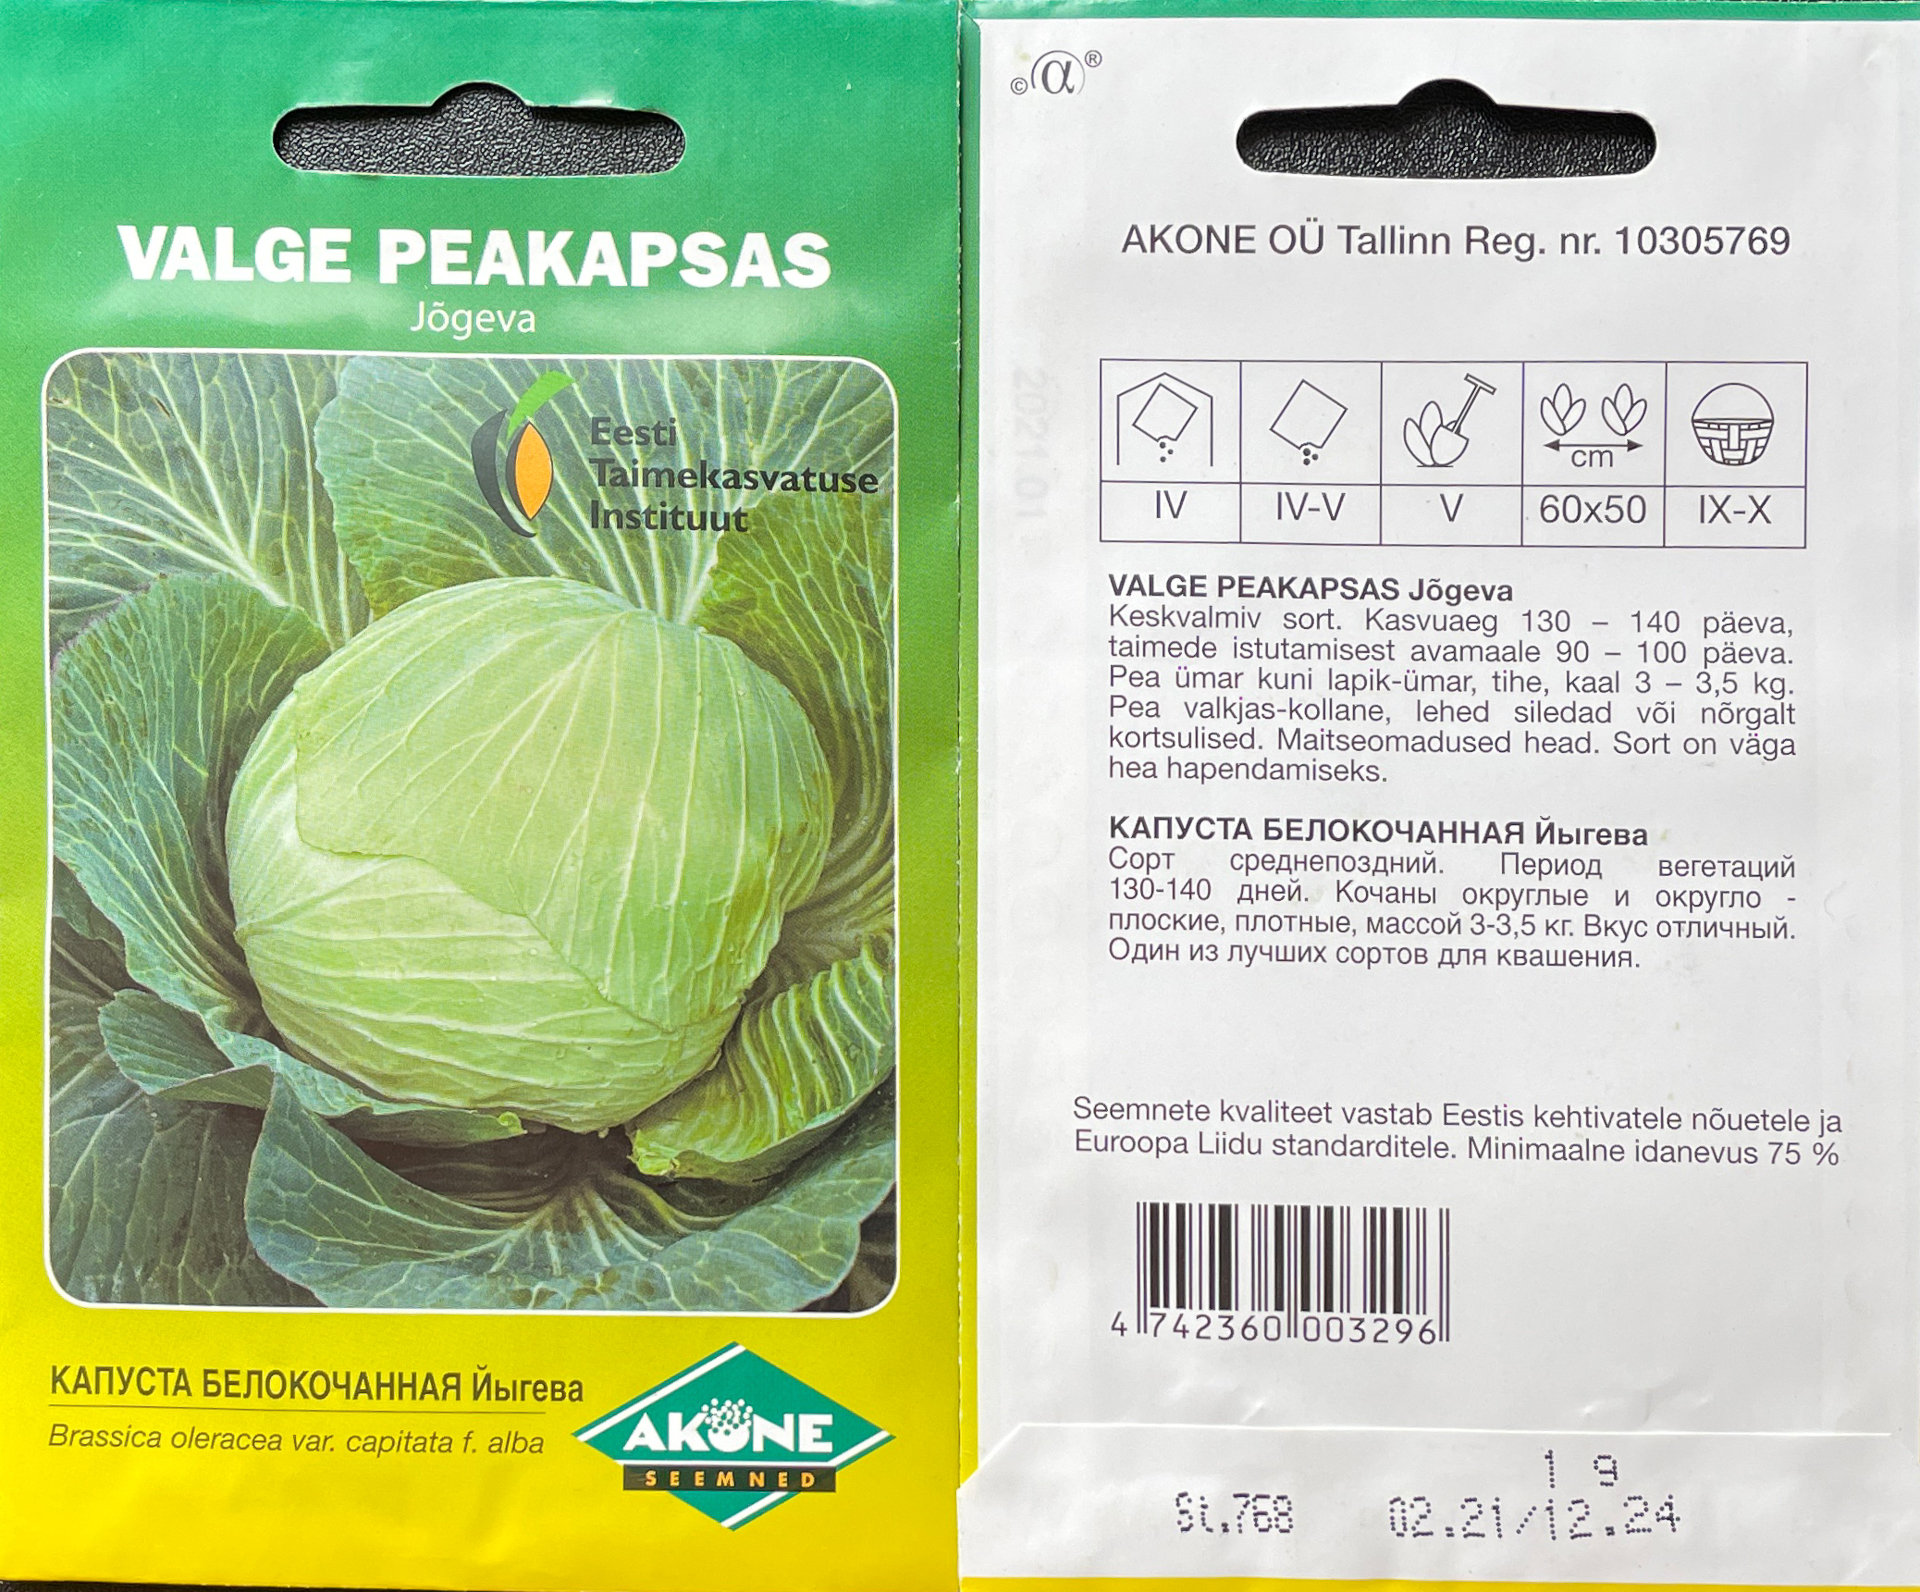 VALGE PEAKAPSAS
Jõgeva
Eesti
Taimekasvatuse
Instituut
КАПУСТА БЕЛОКОЧАННАЯ Йыгева
Brassica oleracea var. capitata f. alba
AKONE
SEEMNED
© α ®
AKONE OÜ Tallinn Reg. nr. 10305769
cm
IV IV-V V 60x50 IX-X
VALGE PEAKAPSAS Jõgeva
Keskvalmiv sort. Kasvuaeg 130 – 140 päeva,
taimede istutamisest avamaale 90 – 100 päeva.
Pea ümar kuni lapik-ümar, tihe, kaal 3 – 3,5 kg.
Pea valkjas-kollane, lehed siledad või nõrgalt
kortsulised. Maitseomadused head. Sort on väga
hea hapendamiseks.
КАПУСТА БЕЛОКОЧАННАЯ Йыгева
Сорт среднепоздний. Период вегетаций
130-140 дней. Кочаны округлые и округло -
плоские, плотные, массой 3-3,5 кг. Вкус отличный.
Один из лучших сортов для квашения.
Seemnete kvaliteet vastab Eestis kehtivatele nõuetele ja
Euroopa Liidu standarditele. Minimaalne idanevus 75 %
4 742360 003296
1 g
St.768 02.21/12.24